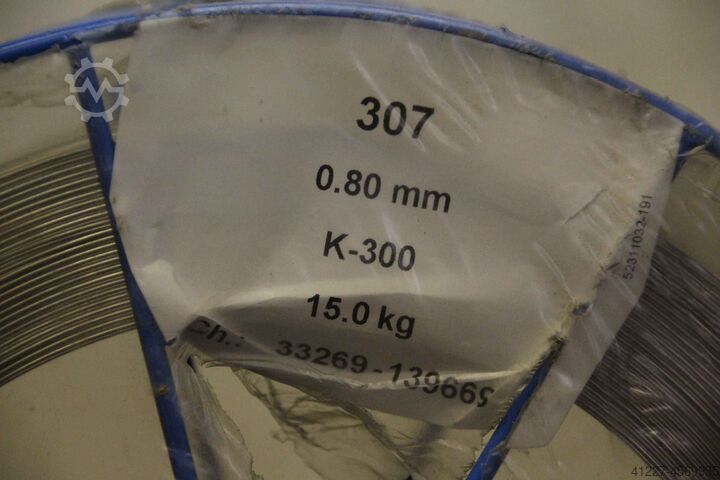 307
0.80 mm
K-300
15.0 kg
Ch.: 33269-139669
52311032-191